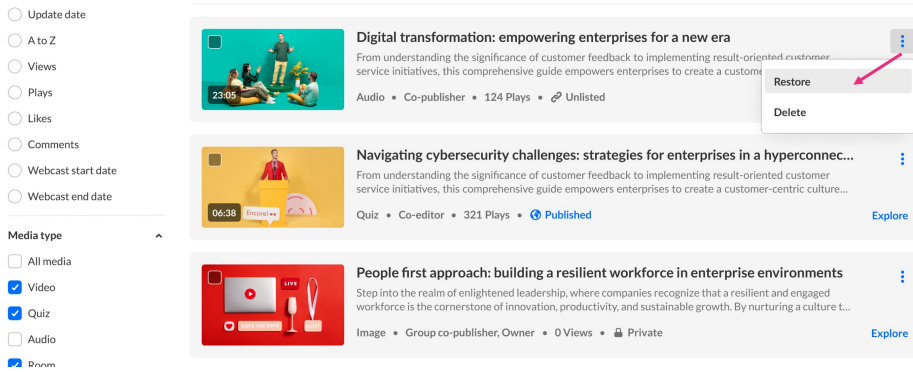 Update date
A to Z
Views
Plays
Likes
Comments
Webcast start date
Webcast end date
Media type
All media
Video
Quiz
Audio
Room
23:05
Digital transformation: empowering enterprises for a new era
From understanding the significance of customer feedback to implementing result-oriented customer
service initiatives, this comprehensive guide empowers enterprises to create a custome
Audio • Co-publisher • 124 Plays • Unlisted
Restore
Delete
06:38
Encore!
Navigating cybersecurity challenges: strategies for enterprises in a hyperconnec...
From understanding the significance of customer feedback to implementing result-oriented customer
service initiatives, this comprehensive guide empowers enterprises to create a customer-centric culture...
Quiz • Co-editor • 321 Plays • Published
Explore
LIVE
SAVE THE DATE
People first approach: building a resilient workforce in enterprise environments
Step into the realm of enlightened leadership, where companies recognize that a resilient and engaged
workforce is the cornerstone of innovation, productivity, and sustainable growth. By nurturing a culture t...
Image • Group co-publisher, Owner • 0 Views • Private
Explore